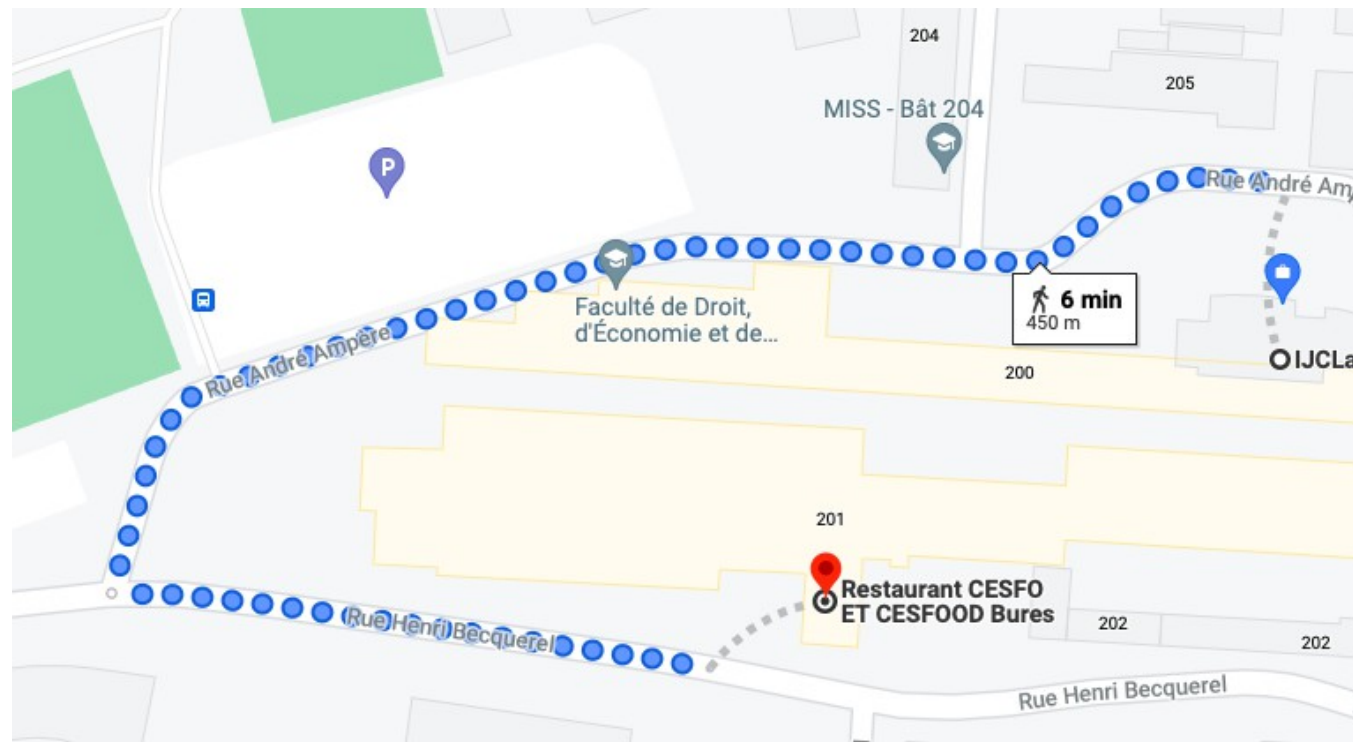 204
205
MISS - Bât 204
P
Rue André Am
6 min
450 m
Faculté de Droit,
d'Économie et de...
Rue André Ampère
200
IJCLa
201
Restaurant CESFO
ET CESFOOD Bures
202
202
Rue Henri Becquerel
Rue Henri Becquerel